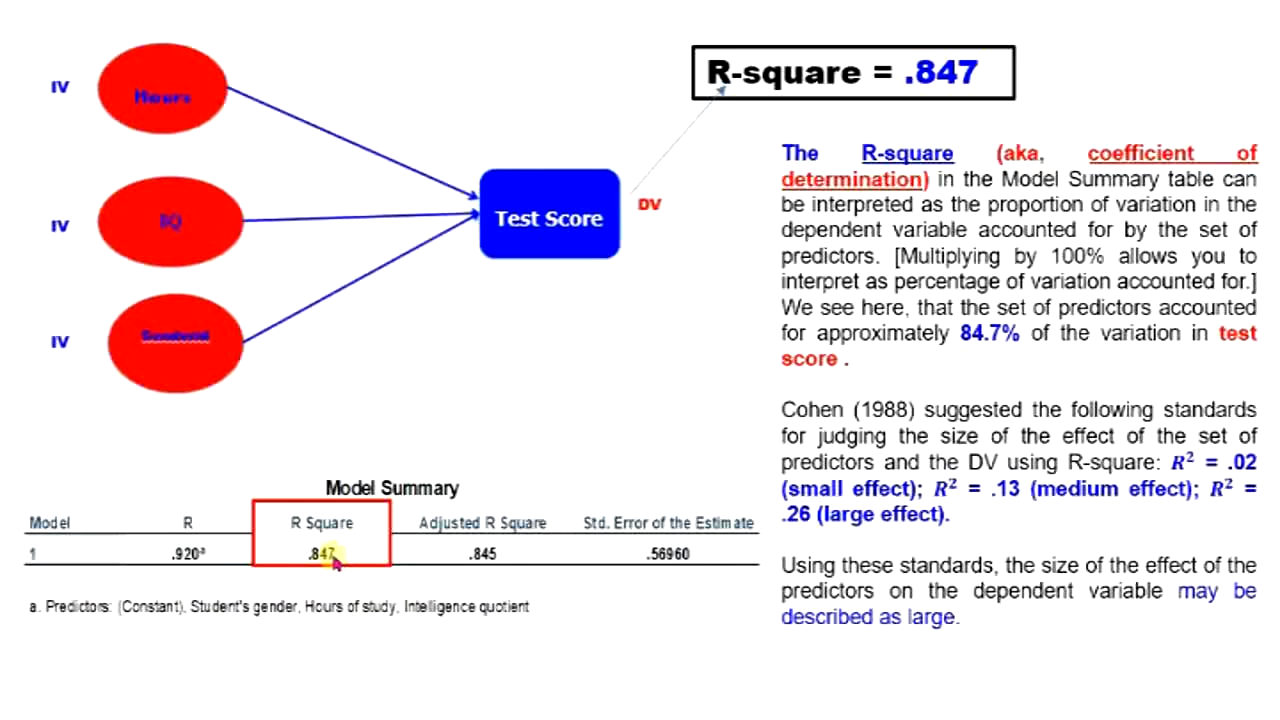 R-square = .847
IV
Hours
IV
IQ
IV
Test Score
DV
The R-square (aka, coefficient of
determination) in the Model Summary table can
be interpreted as the proportion of variation in the
dependent variable accounted for by the set of
predictors. [Multiplying by 100% allows you to
interpret as percentage of variation accounted for.]
We see here, that the set of predictors accounted
for approximately 84.7% of the variation in test
score .
Cohen (1988) suggested the following standards
for judging the size of the effect of the set of
predictors and the DV using R-square: R² = .02
(small effect); R² = .13 (medium effect); R² =
.26 (large effect).
Using these standards, the size of the effect of the
predictors on the dependent variable may be
described as large.
Model Summary
Model R R Square Adjusted R Square Std. Error of the Estimate
1 .920ᵃ .847 .845 .56960
a. Predictors: (Constant), Student's gender, Hours of study, Intelligence quotient